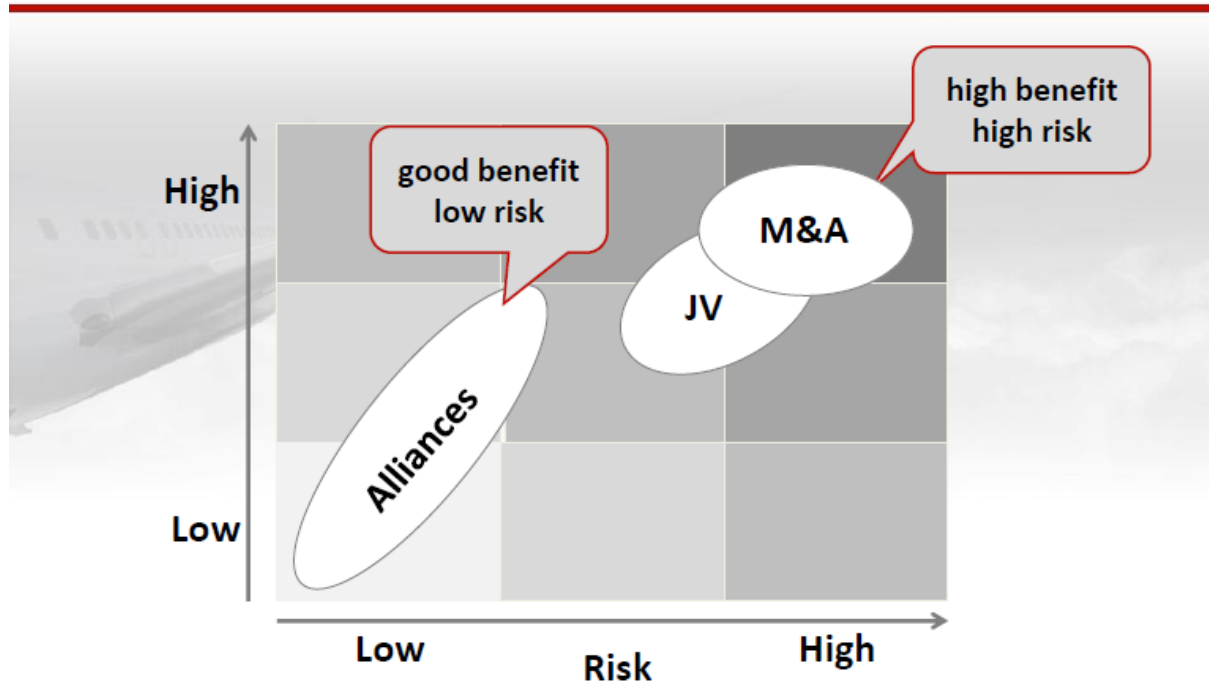 high benefit
high risk
good benefit
low risk
High
M&A
JV
Alliances
Low
Low
High
Risk